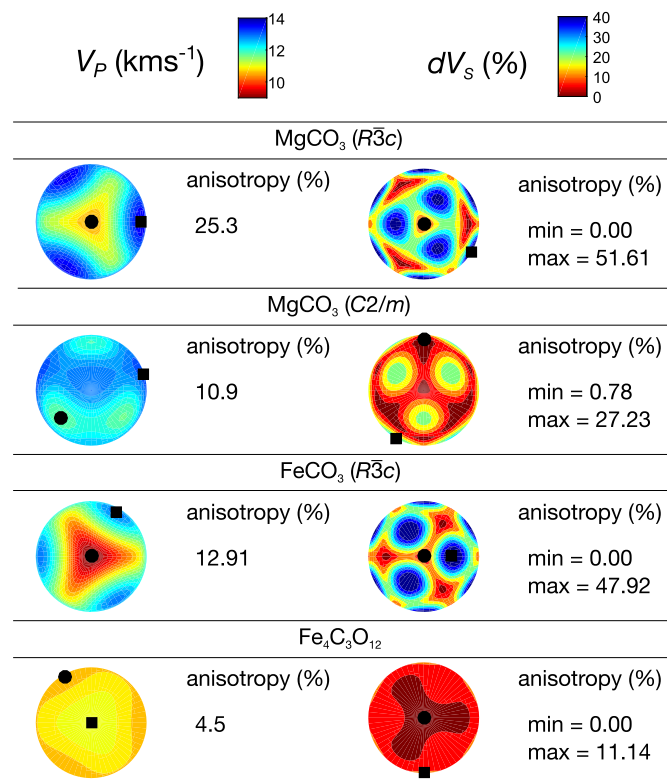 V_P (kms⁻¹)
14
12
10
dV_S (%)
40
30
20
10
0
MgCO₃ (R3̅c)
anisotropy (%)
25.3
anisotropy (%)
min = 0.00
max = 51.61
MgCO₃ (C2/m)
anisotropy (%)
10.9
anisotropy (%)
min = 0.78
max = 27.23
FeCO₃ (R3̅c)
anisotropy (%)
12.91
anisotropy (%)
min = 0.00
max = 47.92
Fe₄C₃O₁₂
anisotropy (%)
4.5
anisotropy (%)
min = 0.00
max = 11.14